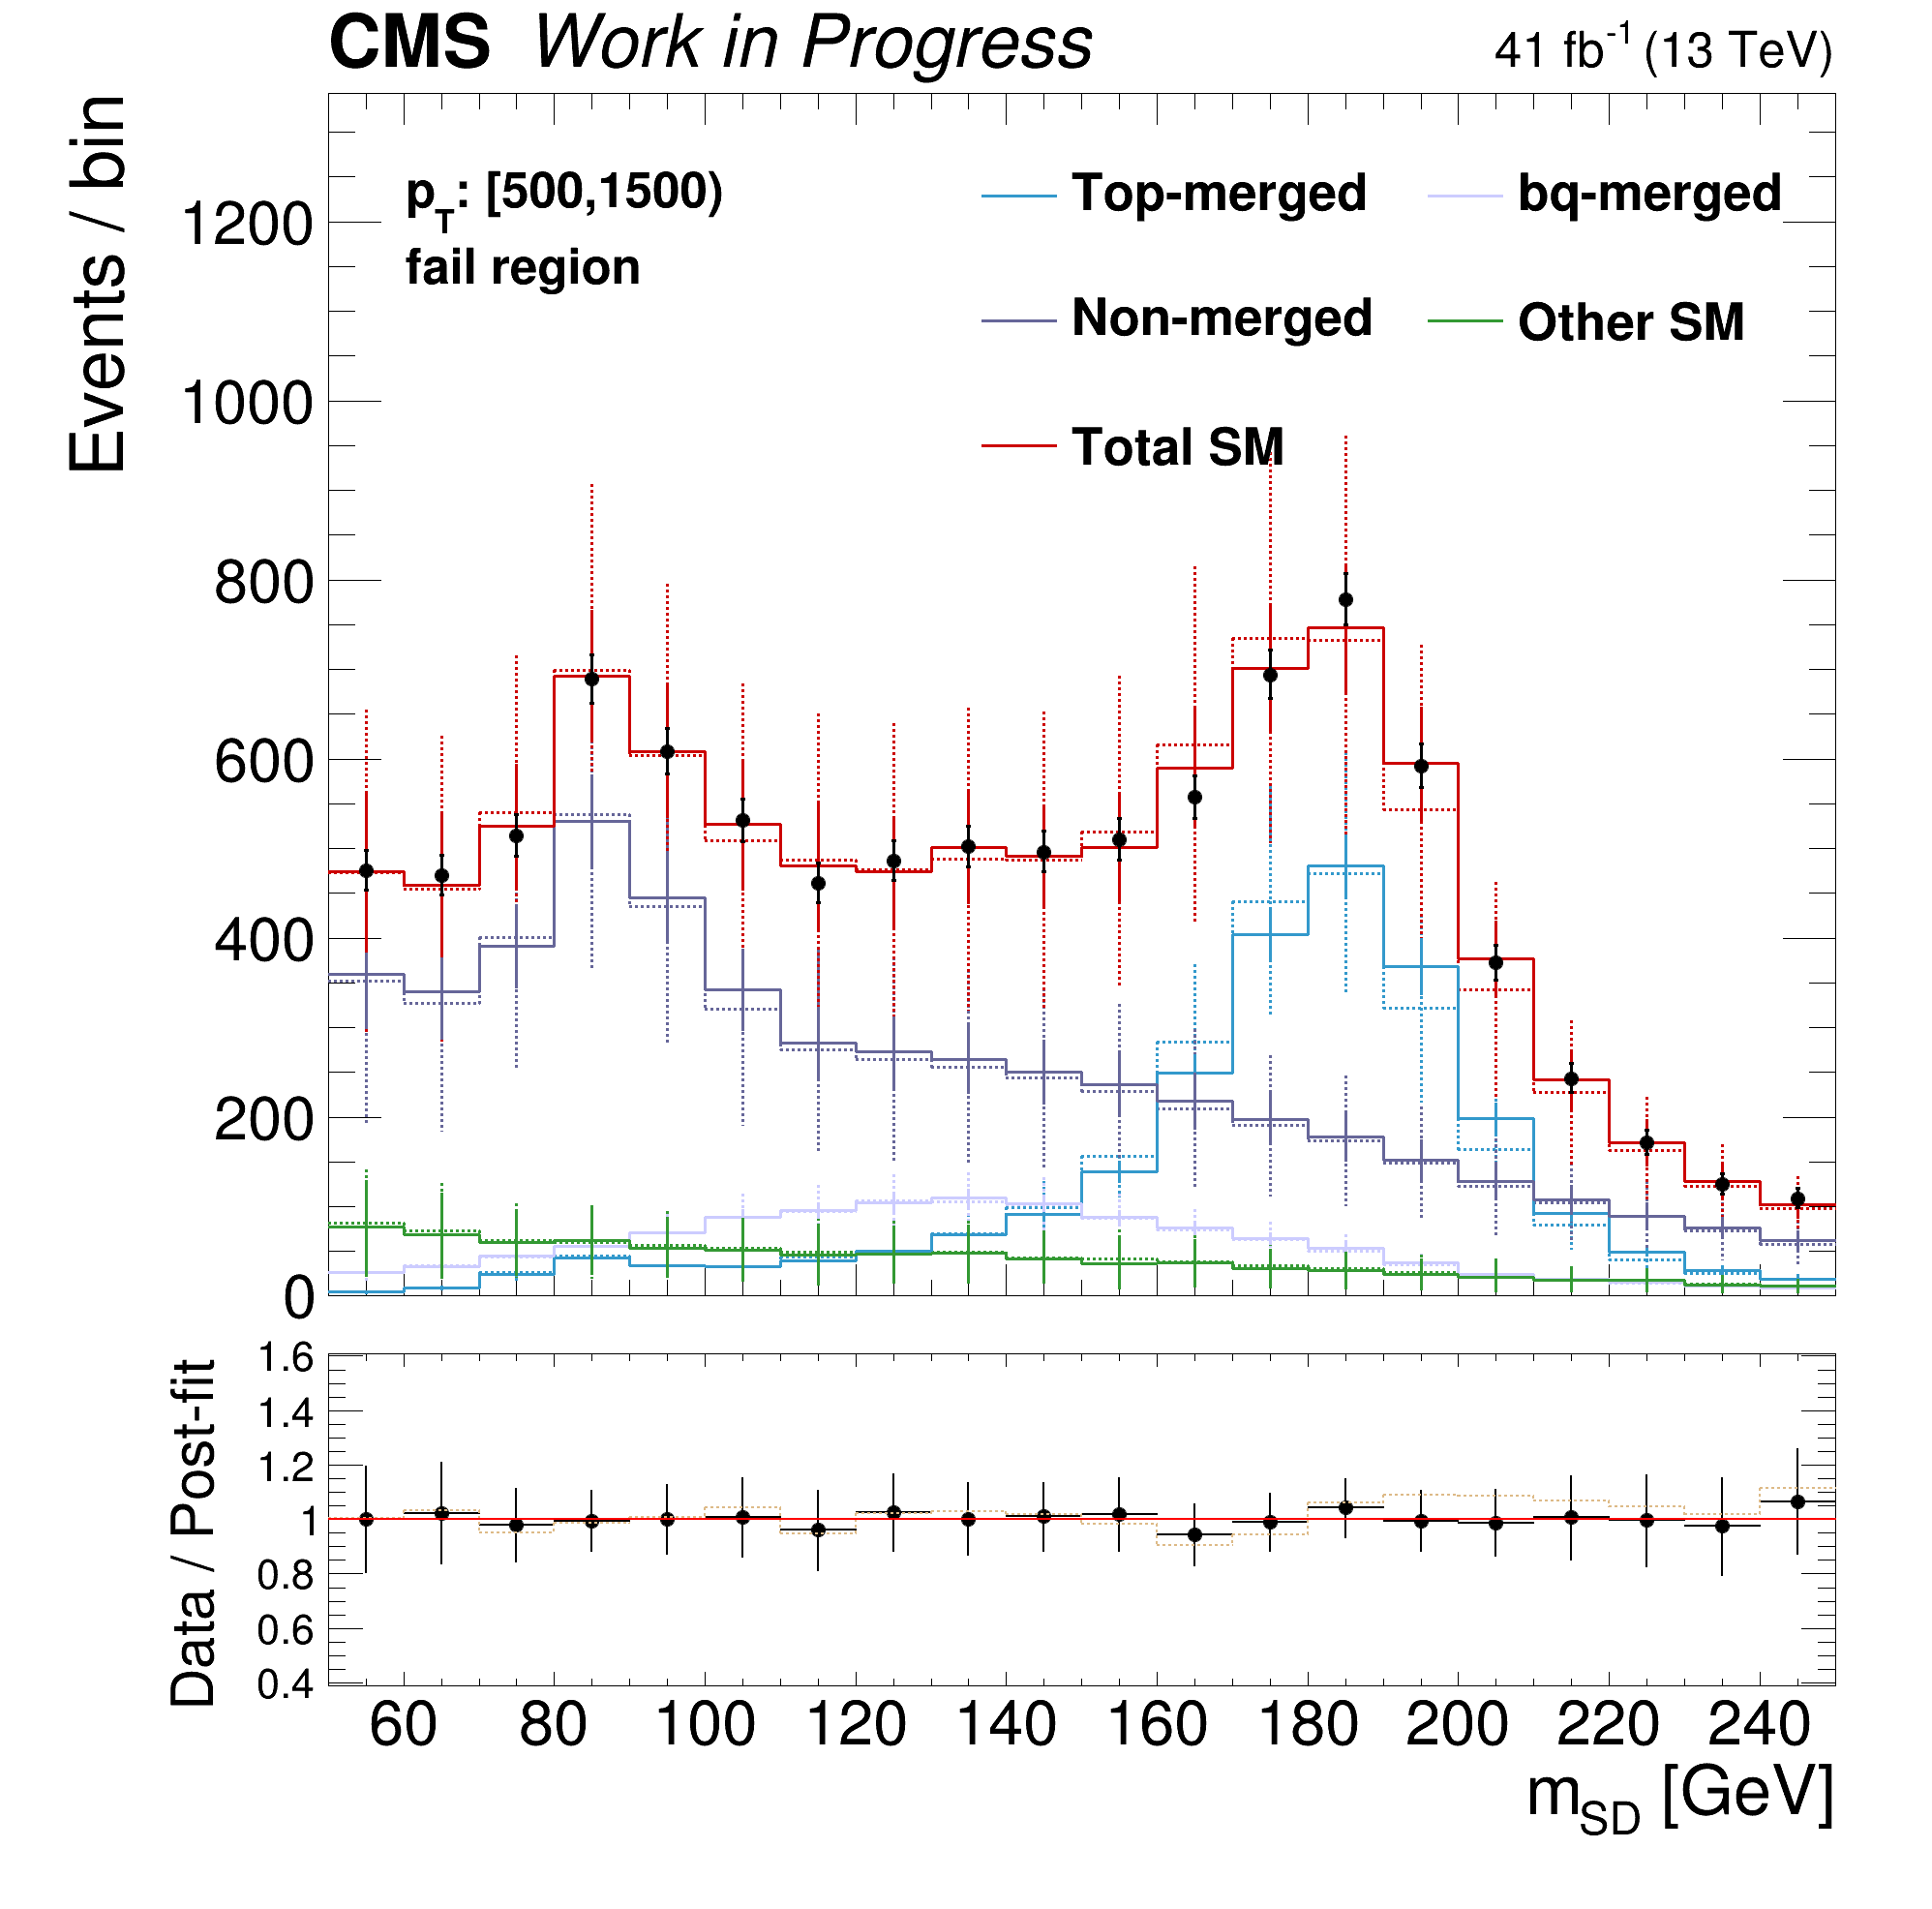 CMS Work in Progress
41 fb-1 (13 TeV)
Events / bin
pT: [500,1500)
fail region
Top-merged
bq-merged
Non-merged
Other SM
Total SM
1200
1000
800
600
400
200
0
Data / Post-fit
1.6
1.4
1.2
1
0.8
0.6
0.4
60 80 100 120 140 160 180 200 220 240
mSD [GeV]